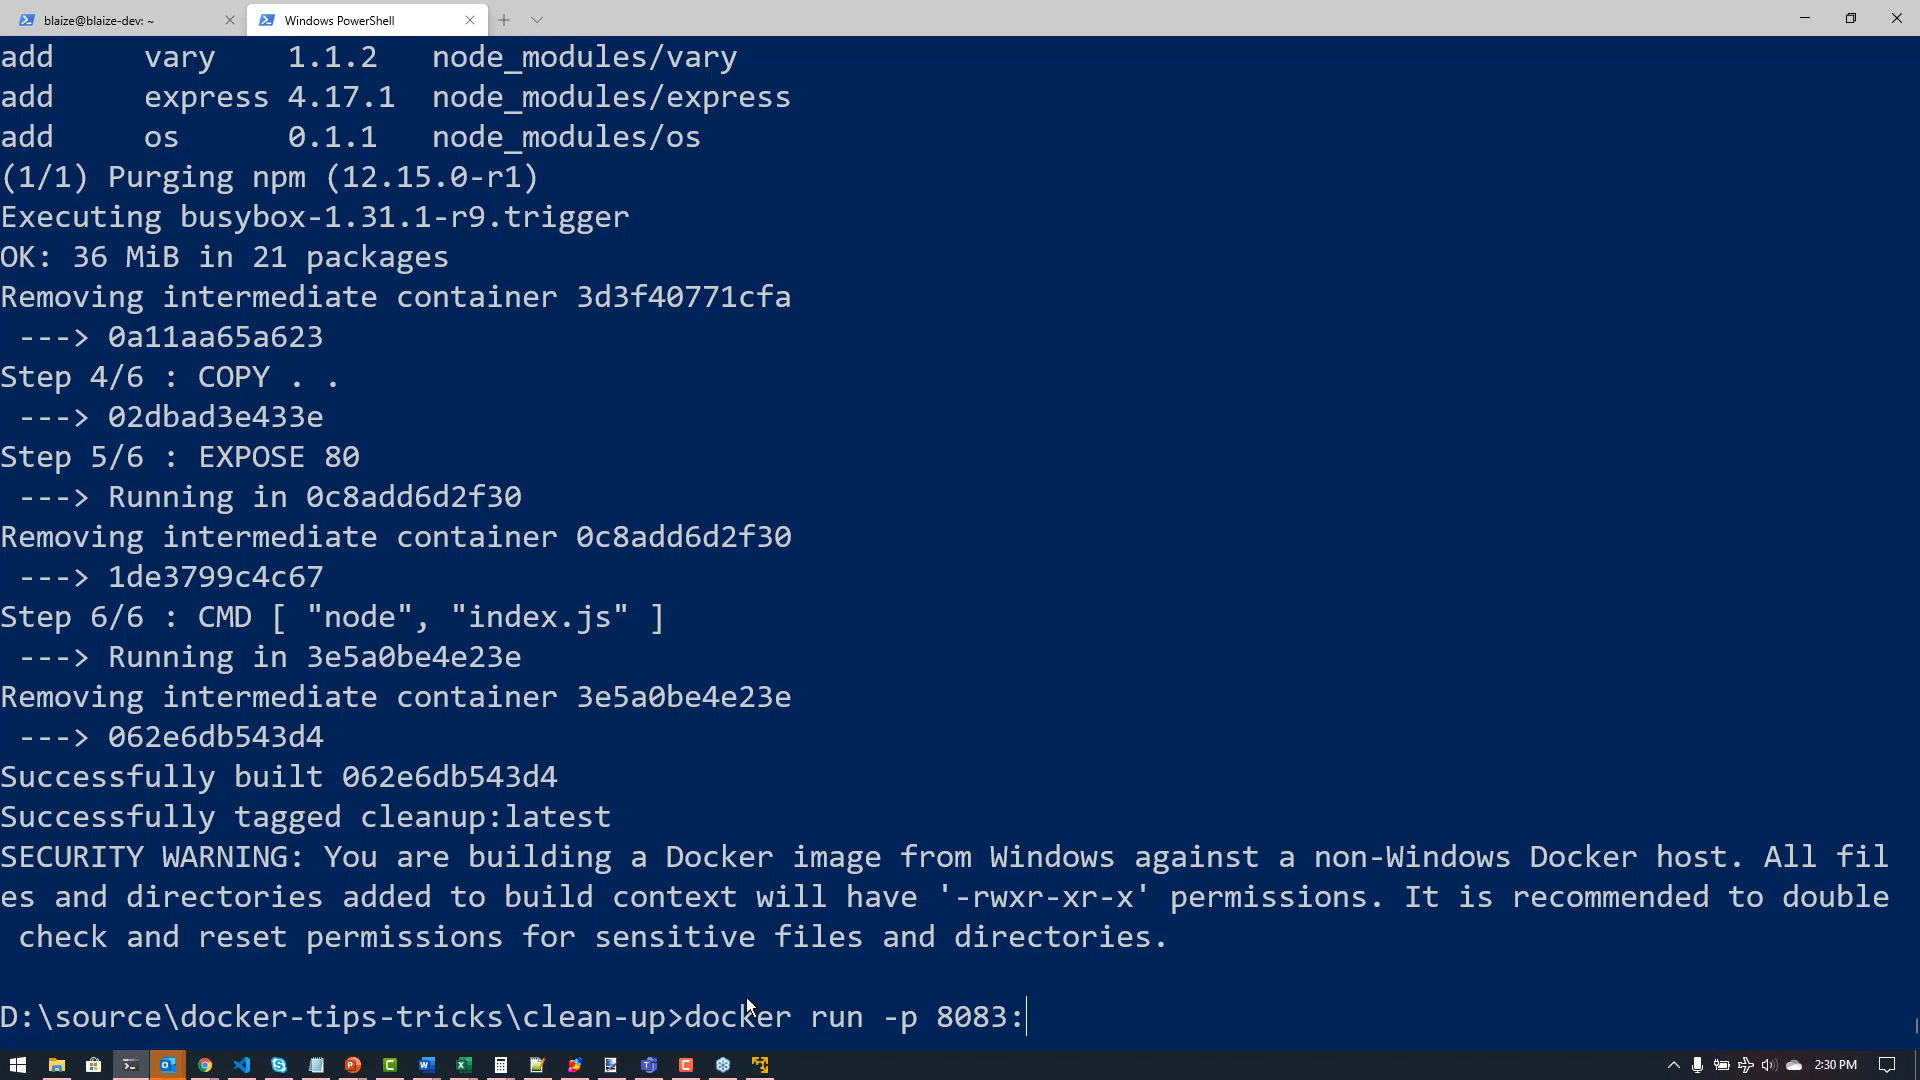 blaize@blaize-dev: ~
Windows PowerShell
add     vary    1.1.2   node_modules/vary
add     express 4.17.1  node_modules/express
add     os      0.1.1   node_modules/os
(1/1) Purging npm (12.15.0-r1)
Executing busybox-1.31.1-r9.trigger
OK: 36 MiB in 21 packages
Removing intermediate container 3d3f40771cfa
 ---> 0a11aa65a623
Step 4/6 : COPY . .
 ---> 02dbad3e433e
Step 5/6 : EXPOSE 80
 ---> Running in 0c8add6d2f30
Removing intermediate container 0c8add6d2f30
 ---> 1de3799c4c67
Step 6/6 : CMD [ "node", "index.js" ]
 ---> Running in 3e5a0be4e23e
Removing intermediate container 3e5a0be4e23e
 ---> 062e6db543d4
Successfully built 062e6db543d4
Successfully tagged cleanup:latest
SECURITY WARNING: You are building a Docker image from Windows against a non-Windows Docker host. All fil
es and directories added to build context will have '-rwxr-xr-x' permissions. It is recommended to double
 check and reset permissions for sensitive files and directories.
D:\source\docker-tips-tricks\clean-up>docker run -p 8083:
2:30 PM